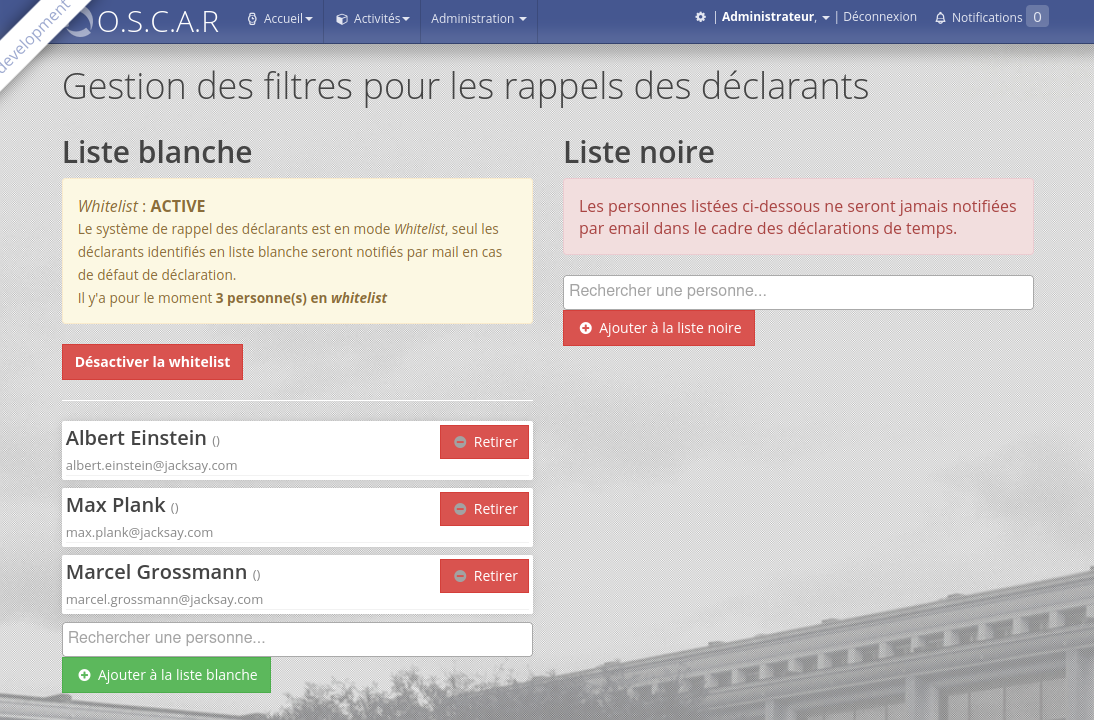 development
O.S.C.A.R Accueil Activités Administration | Administrateur, | Déconnexion Notifications 0
Gestion des filtres pour les rappels des déclarants
Liste blanche
Whitelist : ACTIVE
Le système de rappel des déclarants est en mode Whitelist, seul les
déclarants identifiés en liste blanche seront notifiés par mail en cas
de défaut de déclaration.
Il y'a pour le moment 3 personne(s) en whitelist
Désactiver la whitelist
Albert Einstein () Retirer
albert.einstein@jacksay.com
Max Plank () Retirer
max.plank@jacksay.com
Marcel Grossmann () Retirer
marcel.grossmann@jacksay.com
Rechercher une personne...
Ajouter à la liste blanche
Liste noire
Les personnes listées ci-dessous ne seront jamais notifiées
par email dans le cadre des déclarations de temps.
Rechercher une personne...
Ajouter à la liste noire